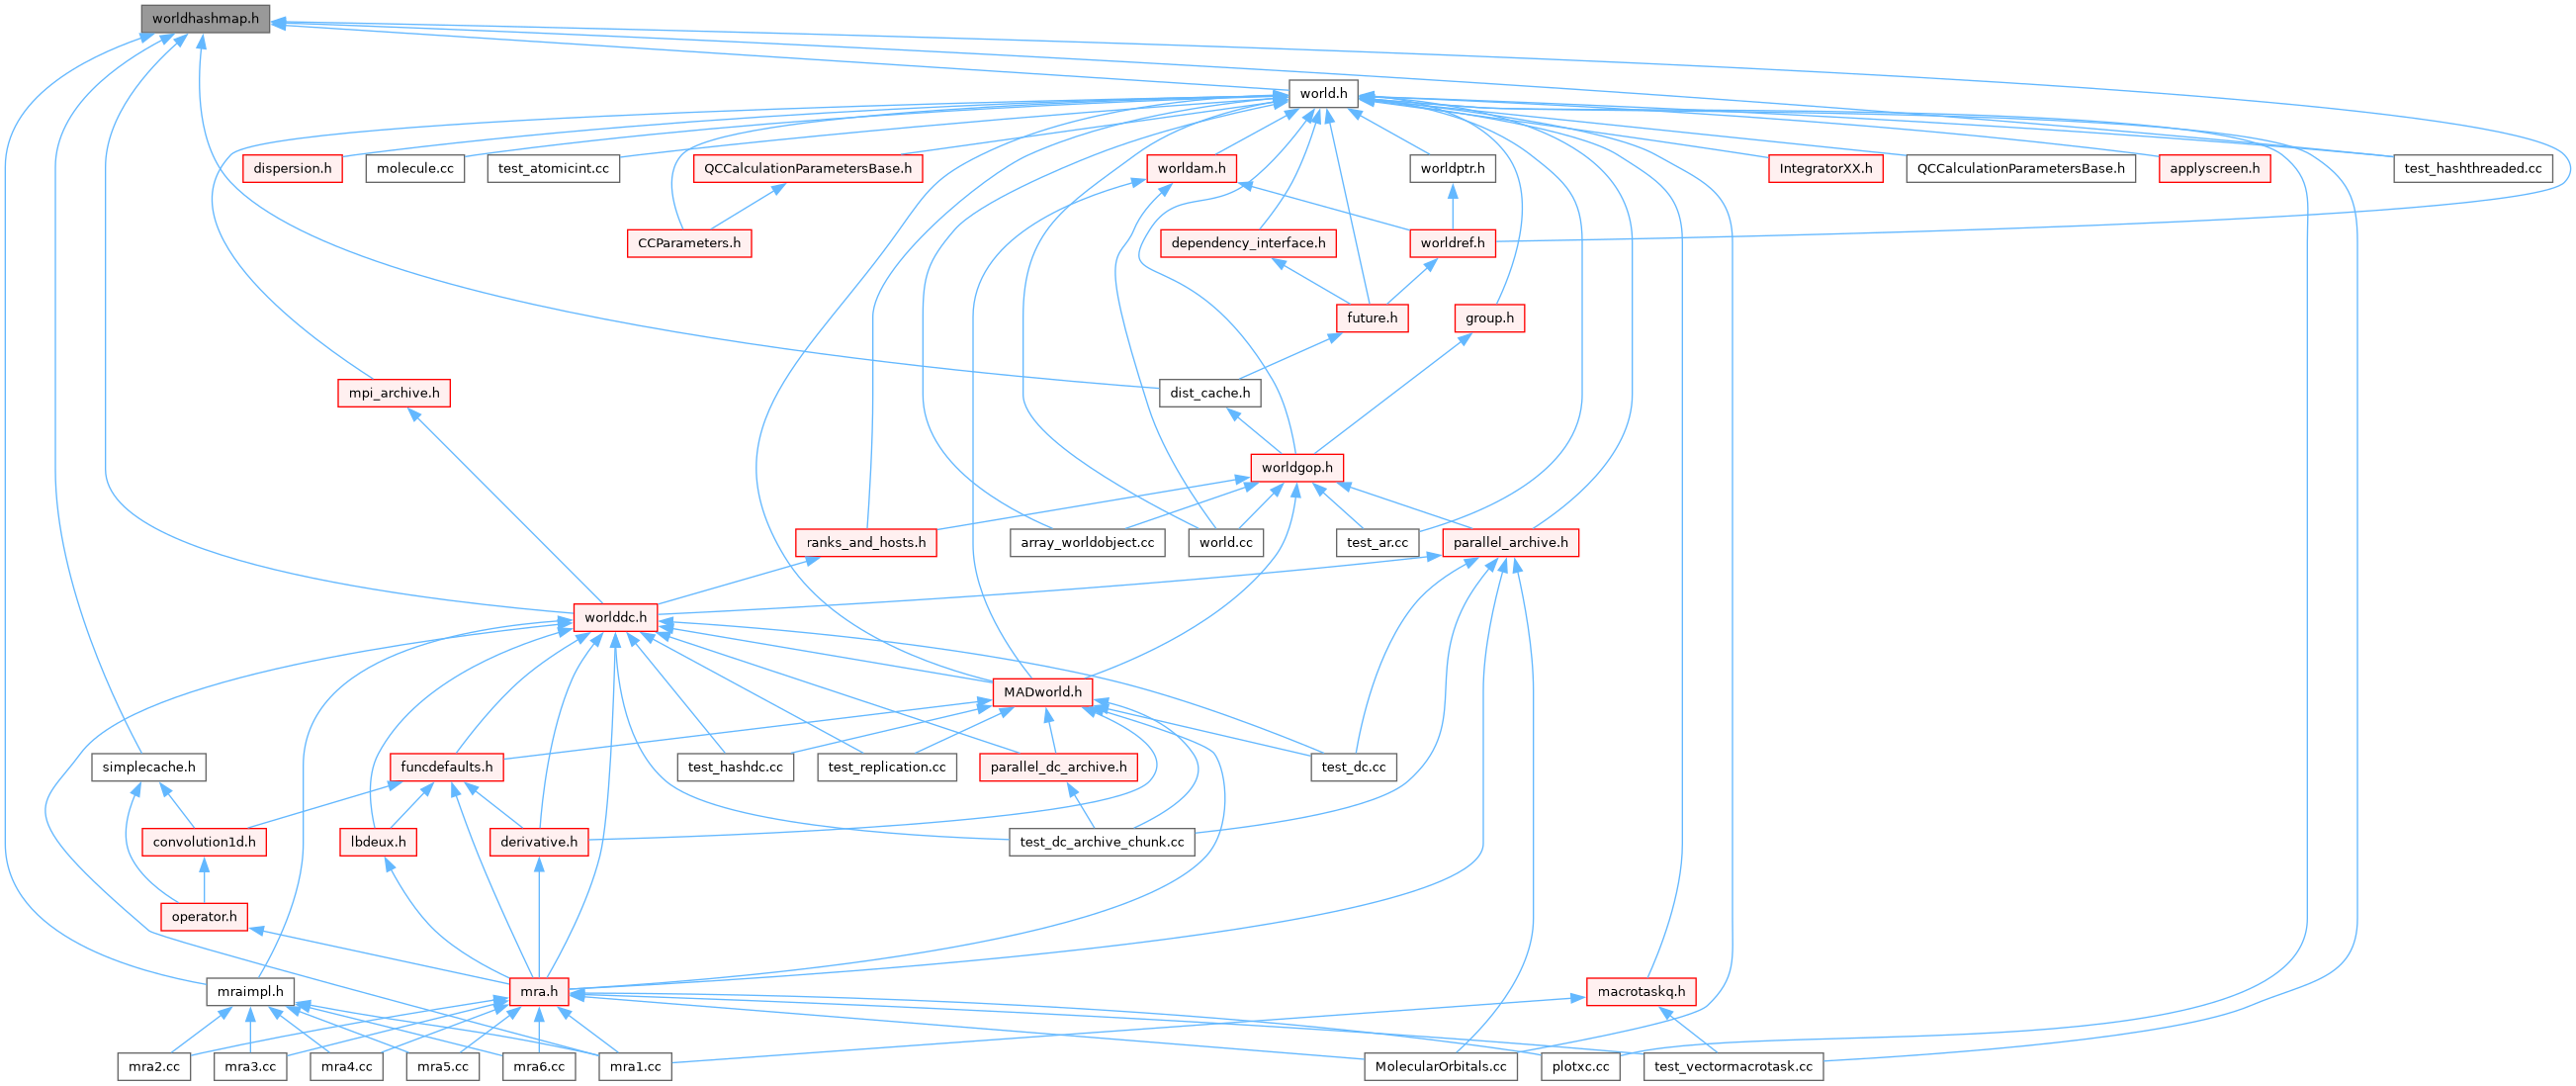 worldhashmap.h
world.h
dispersion.h
molecule.cc
test_atomicint.cc
QCCalculationParametersBase.h
worldam.h
worldptr.h
IntegratorXX.h
QCCalculationParametersBase.h
applyscreen.h
test_hashthreaded.cc
CCParameters.h
dependency_interface.h
worldref.h
future.h
group.h
mpi_archive.h
dist_cache.h
worldgop.h
ranks_and_hosts.h
array_worldobject.cc
world.cc
test_ar.cc
parallel_archive.h
worlddc.h
MADworld.h
simplecache.h
funcdefaults.h
test_hashdc.cc
test_replication.cc
parallel_dc_archive.h
test_dc.cc
convolution1d.h
lbdeux.h
derivative.h
test_dc_archive_chunk.cc
operator.h
mraimpl.h
mra.h
macrotaskq.h
mra2.cc
mra3.cc
mra4.cc
mra5.cc
mra6.cc
mra1.cc
MolecularOrbitals.cc
plotxc.cc
test_vectormacrotask.cc